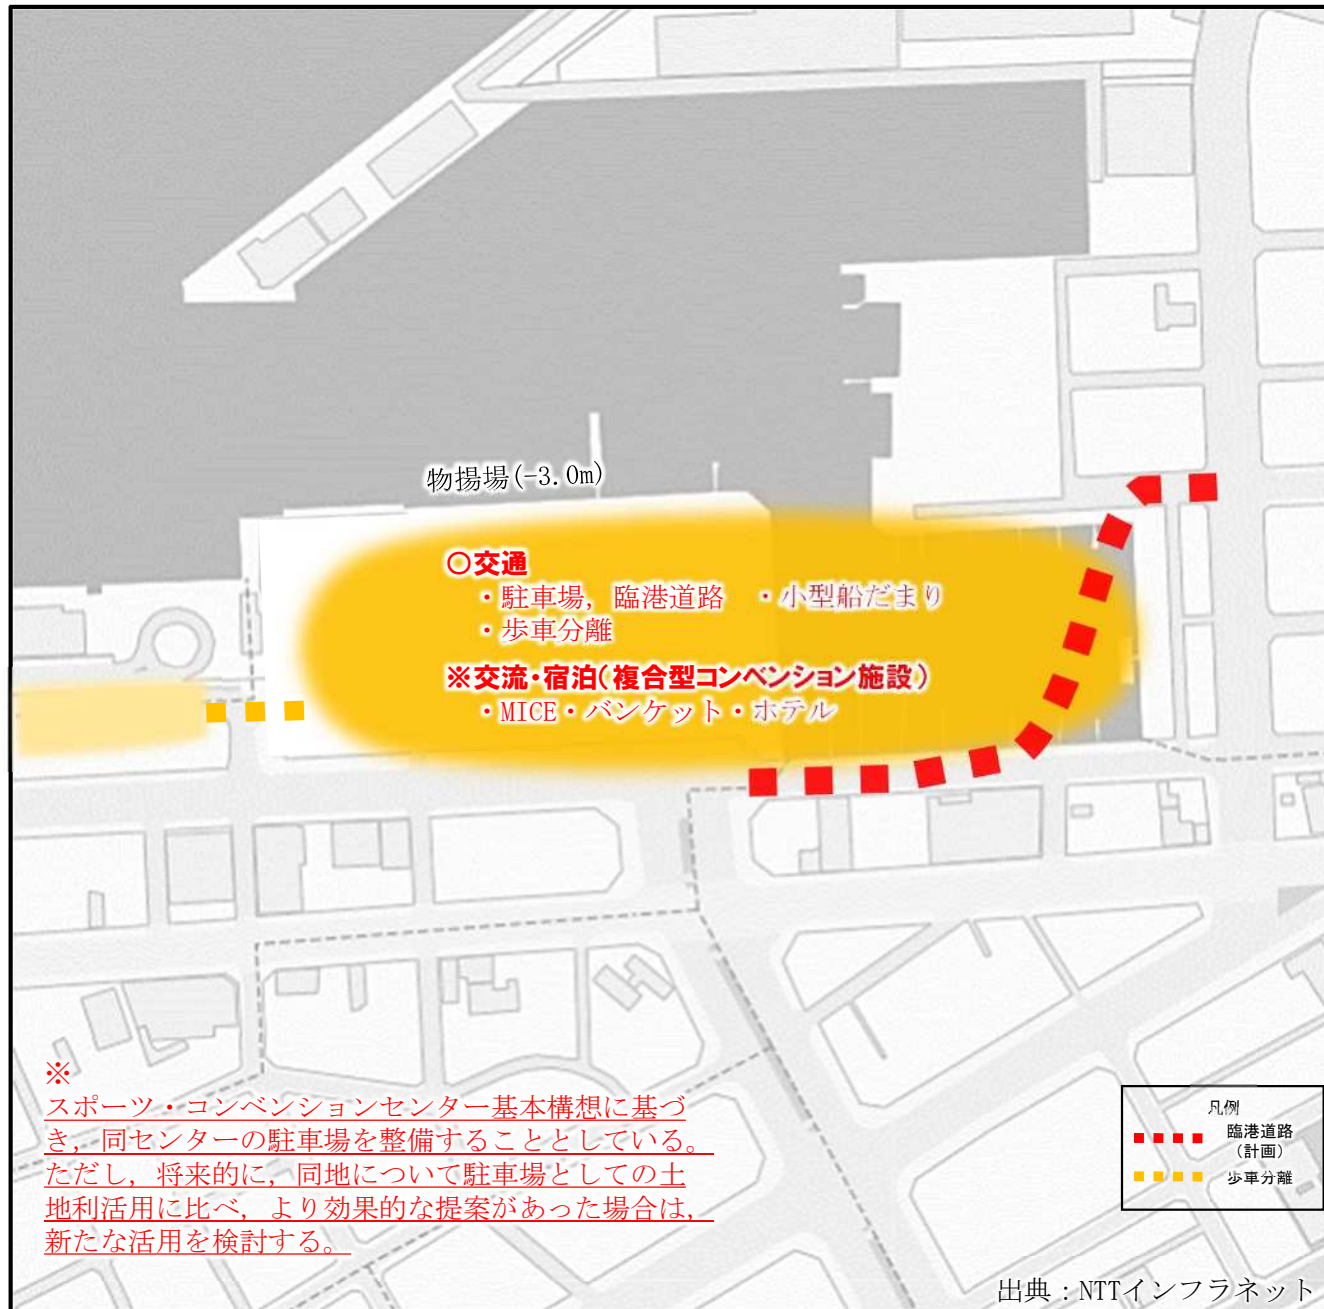 物揚場(-3.0m)
○交通
・駐車場，臨港道路　・小型船だまり
・歩車分離
※交流・宿泊（複合型コンベンション施設）
・MICE・バンケット・ホテル
※
スポーツ・コンベンションセンター基本構想に基づ
き，同センターの駐車場を整備することとしている。
ただし，将来的に，同地について駐車場としての土
地利活用に比べ，より効果的な提案があった場合は，
新たな活用を検討する。
凡例
臨港道路
（計画）
歩車分離
出典：NTTインフラネット